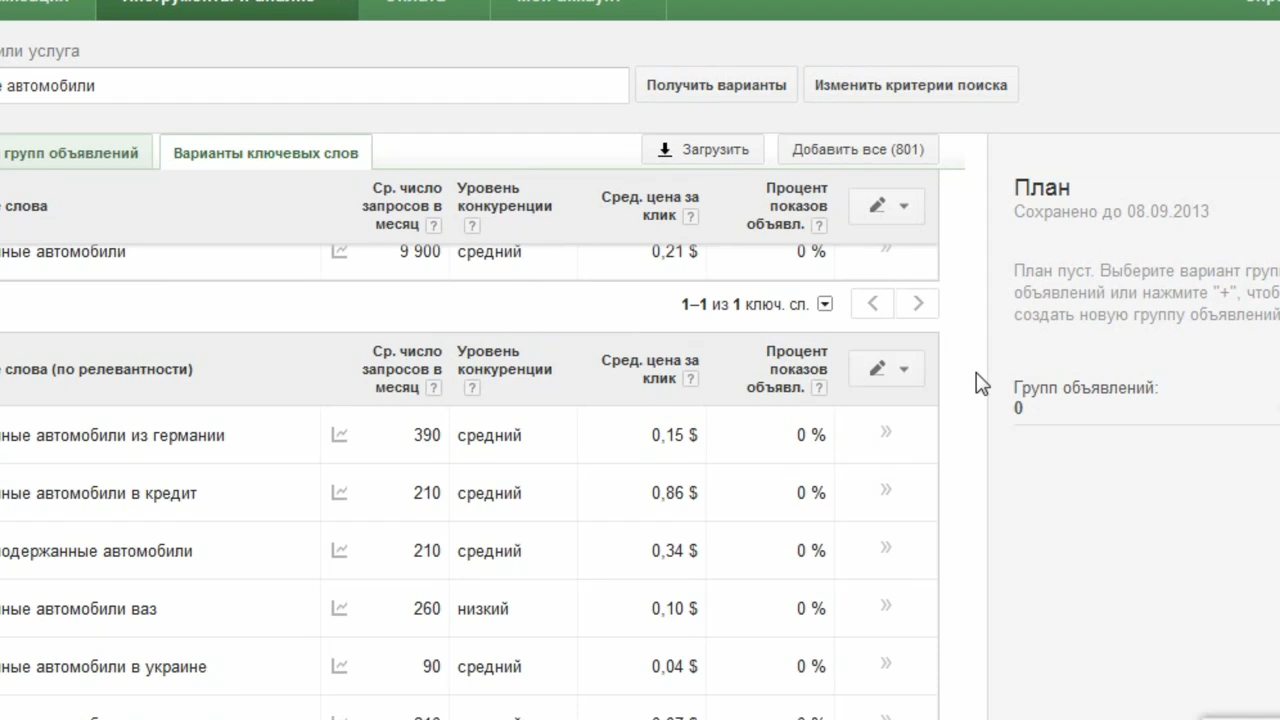 или услуга
автомобили
Получить варианты
Изменить критерии поиска
групп объявлений
Варианты ключевых слов
Загрузить
Добавить все (801)
слова
Ср. число запросов в месяц ?
Уровень конкуренции ?
Сред. цена за клик ?
Процент показов объявл. ?
ные автомобили 9 900 средний 0,21 $ 0 % »
1–1 из 1 ключ. сл.
слова (по релевантности)
Ср. число запросов в месяц ?
Уровень конкуренции ?
Сред. цена за клик ?
Процент показов объявл. ?
ные автомобили из германии 390 средний 0,15 $ 0 % »
ные автомобили в кредит 210 средний 0,86 $ 0 % »
одержанные автомобили 210 средний 0,34 $ 0 % »
ные автомобили ваз 260 низкий 0,10 $ 0 % »
ные автомобили в украине 90 средний 0,04 $ 0 % »
План
Сохранено до 08.09.2013
План пуст. Выберите вариант груп
объявлений или нажмите "+", чтоб
создать новую группу объявлений
Групп объявлений:
0